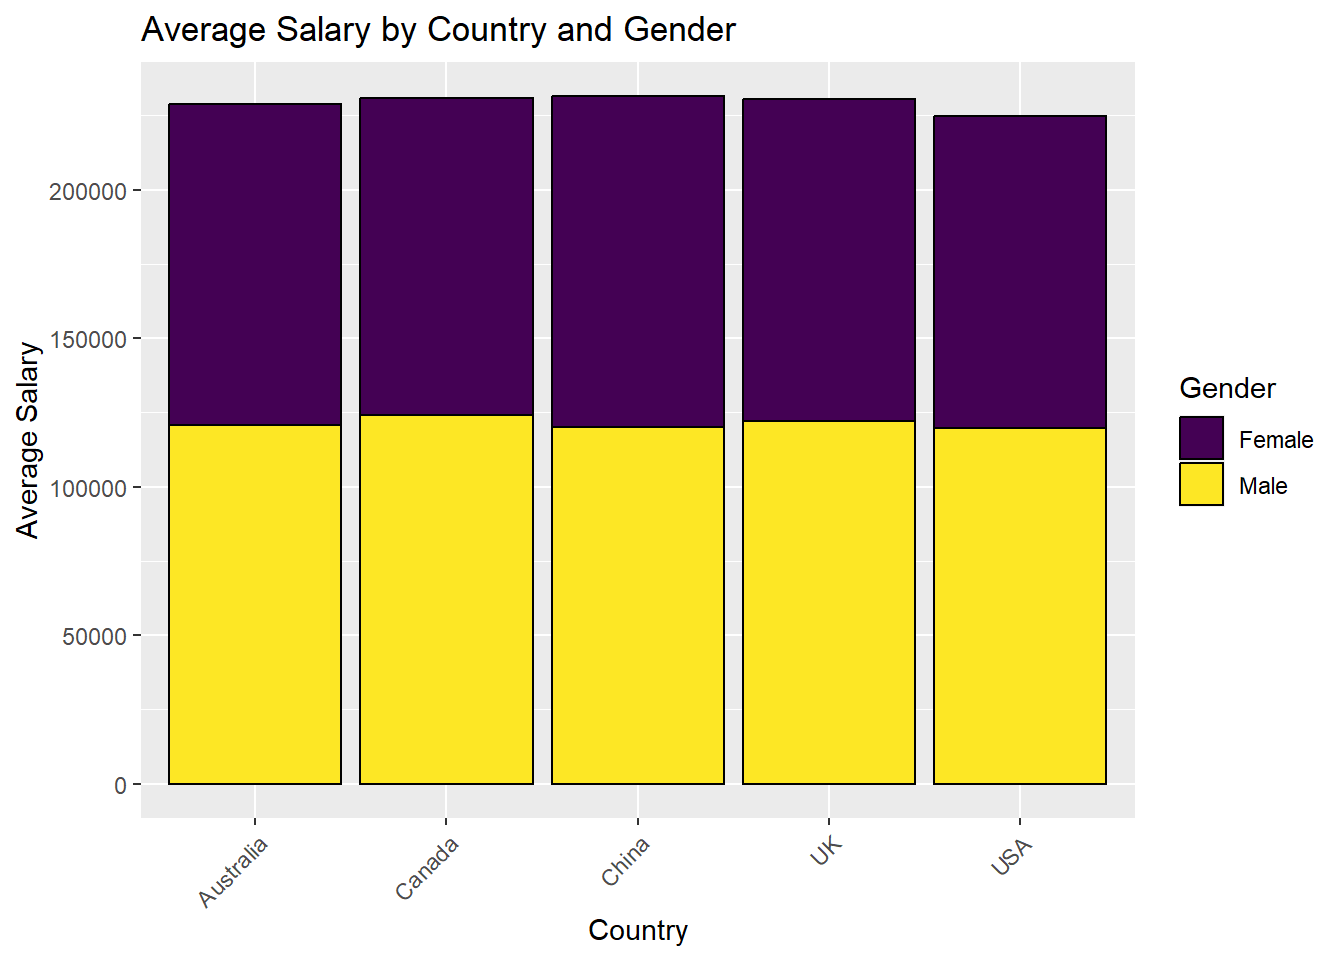 Average Salary by Country and Gender
Average Salary
200000
150000
100000
50000
0
Australia
Canada
China
UK
USA
Country
Gender
Female
Male